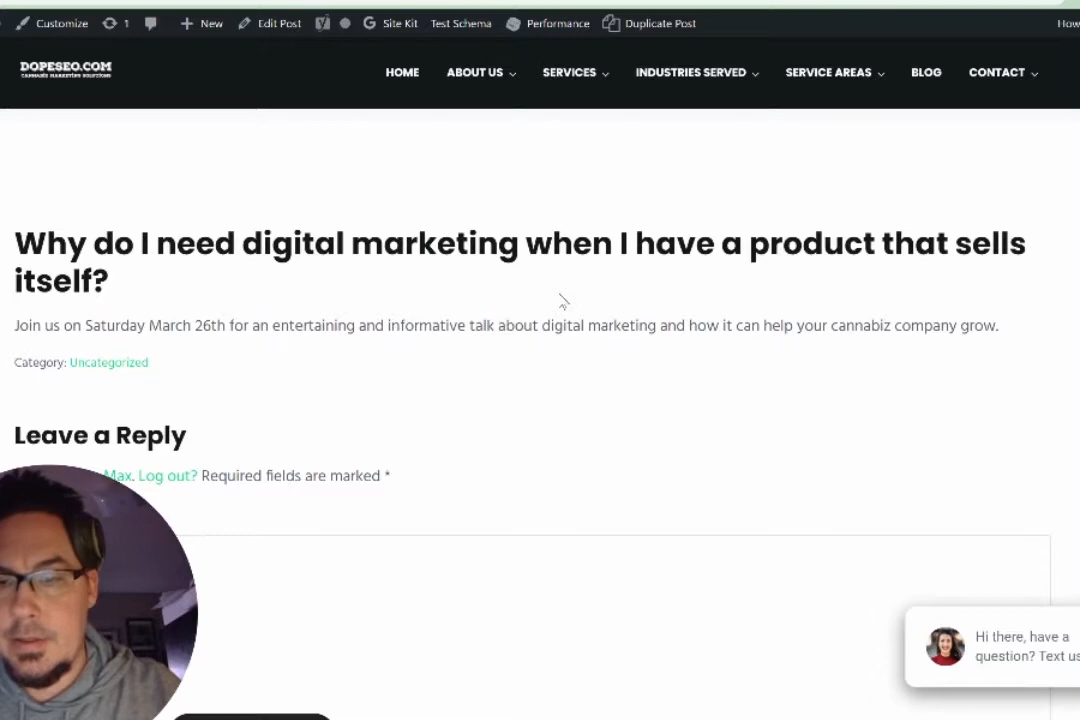 Customize 1 New Edit Post Site Kit Test Schema Performance Duplicate Post How
DOPESEO.COM
CANNABIS MARKETING SOLUTIONS
HOME ABOUT US SERVICES INDUSTRIES SERVED SERVICE AREAS BLOG CONTACT
Why do I need digital marketing when I have a product that sells
itself?
Join us on Saturday March 26th for an entertaining and informative talk about digital marketing and how it can help your cannabiz company grow.
Category: Uncategorized
Leave a Reply
Max. Log out? Required fields are marked *
Hi there, have a
question? Text us